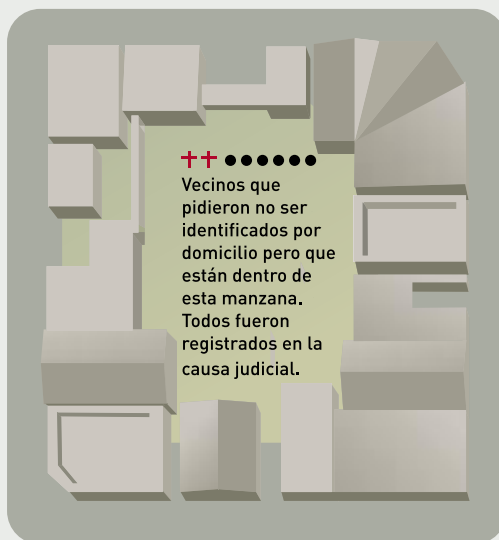 ++ ●●●●●●
Vecinos que
pidieron no ser
identificados por
domicilio pero que
están dentro de
esta manzana.
Todos fueron
registrados en la
causa judicial.